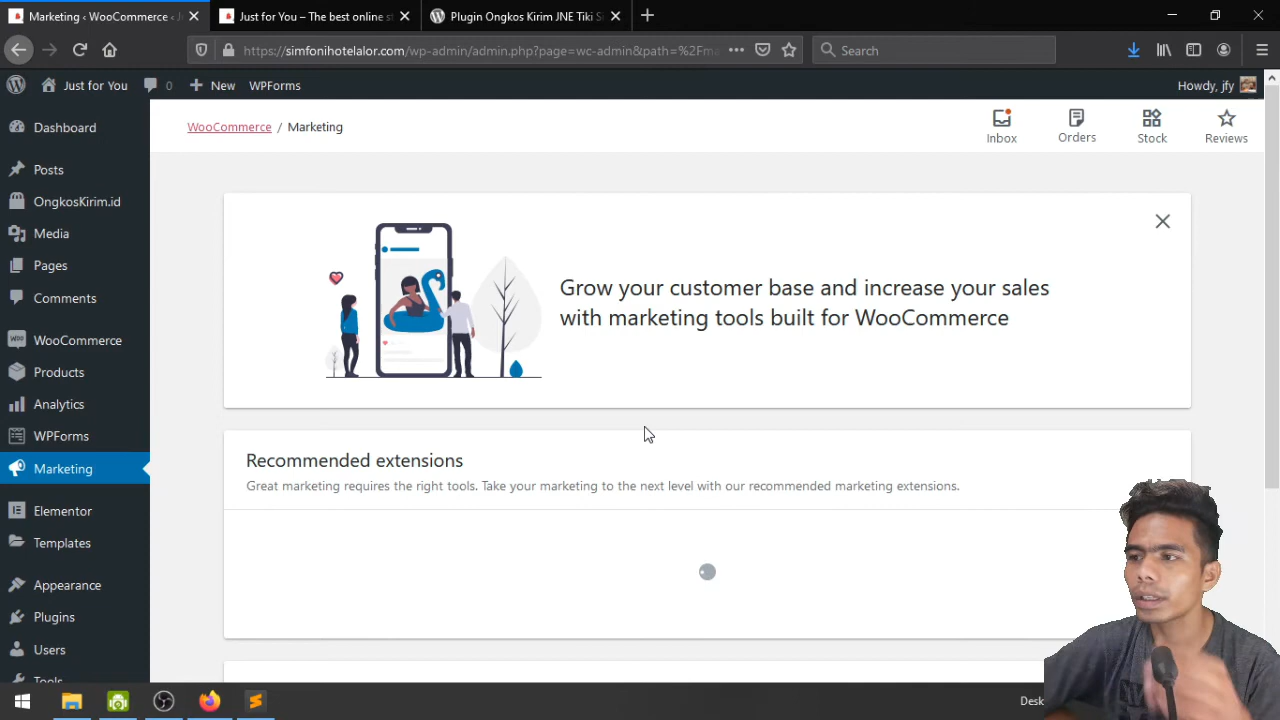 Marketing ‹ WooCommerce ‹ J
Just for You – The best online s
Plugin Ongkos Kirim JNE Tiki S
https://simfonihotelalor.com/wp-admin/admin.php?page=wc-admin&path=%2Fma
Search
Just for You
0
New
WPForms
Howdy, jfy
Dashboard
Posts
OngkosKirim.id
Media
Pages
Comments
WooCommerce
Products
Analytics
WPForms
Marketing
Elementor
Templates
Appearance
Plugins
Users
Tools
WooCommerce / Marketing
Inbox
Orders
Stock
Reviews
Grow your customer base and increase your sales
with marketing tools built for WooCommerce
Recommended extensions
Great marketing requires the right tools. Take your marketing to the next level with our recommended marketing extensions.
Desk